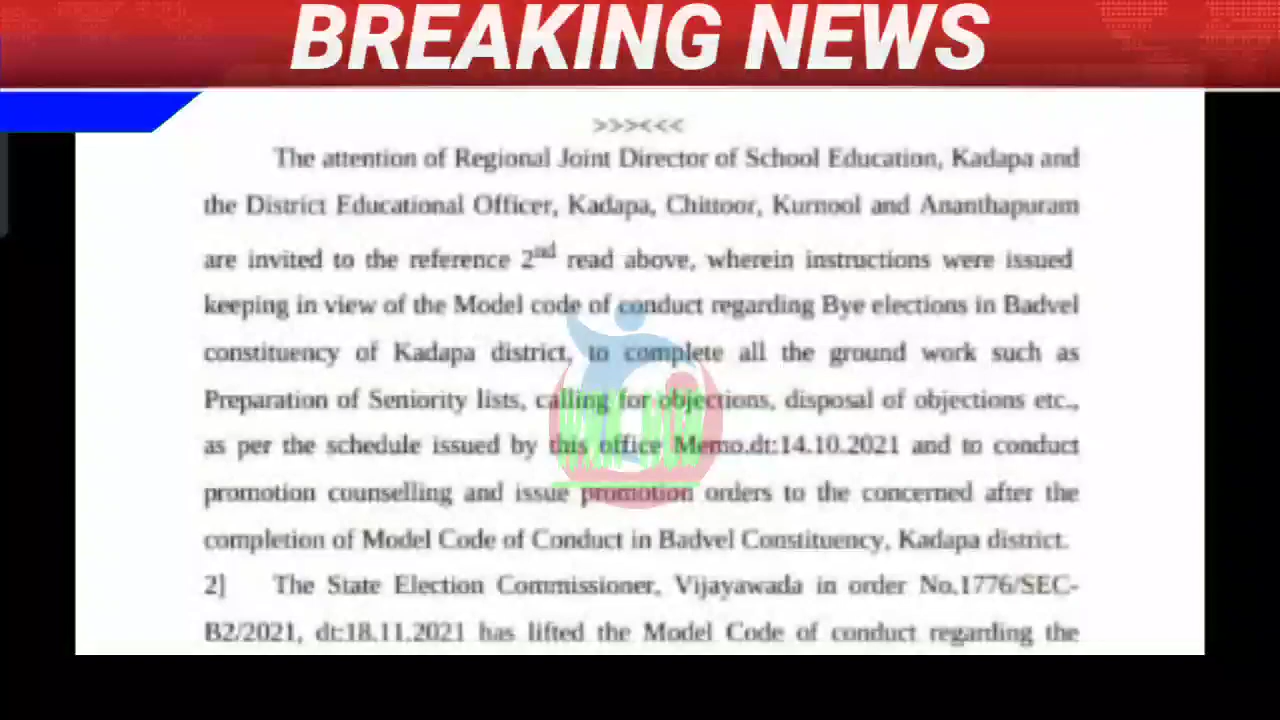 BREAKING NEWS
>>><<<
The attention of Regional Joint Director of School Education, Kadapa and
the District Educational Officer, Kadapa, Chittoor, Kurnool and Ananthapuram
are invited to the reference 2nd read above, wherein instructions were issued
keeping in view of the Model code of conduct regarding Bye elections in Badvel
constituency of Kadapa district, to complete all the ground work such as
Preparation of Seniority lists, calling for objections, disposal of objections etc.,
as per the schedule issued by this office Memo.dt:14.10.2021 and to conduct
promotion counselling and issue promotion orders to the concerned after the
completion of Model Code of Conduct in Badvel Constituency, Kadapa district.
2] The State Election Commissioner, Vijayawada in order No.1776/SEC-
B2/2021, dt:18.11.2021 has lifted the Model Code of conduct regarding the